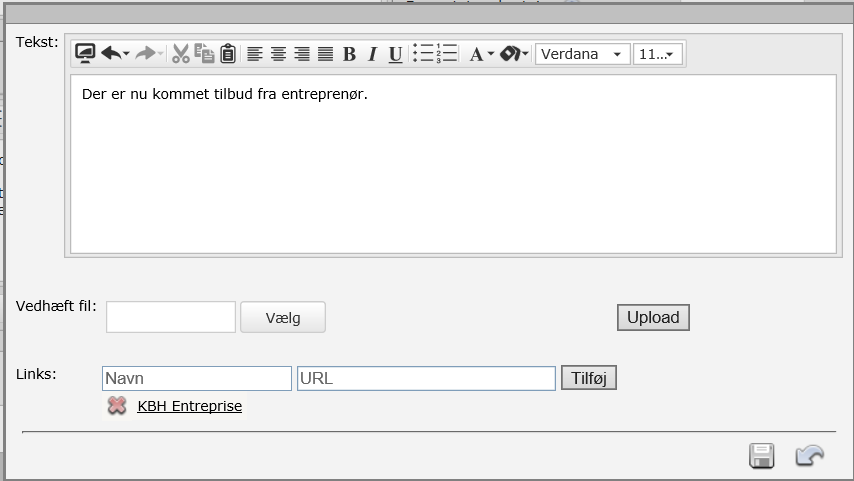 Tekst:
B I U A Verdana 11...
Der er nu kommet tilbud fra entreprenør.
Vedhæft fil: Vælg Upload
Links: Navn URL Tilføj
KBH Entreprise